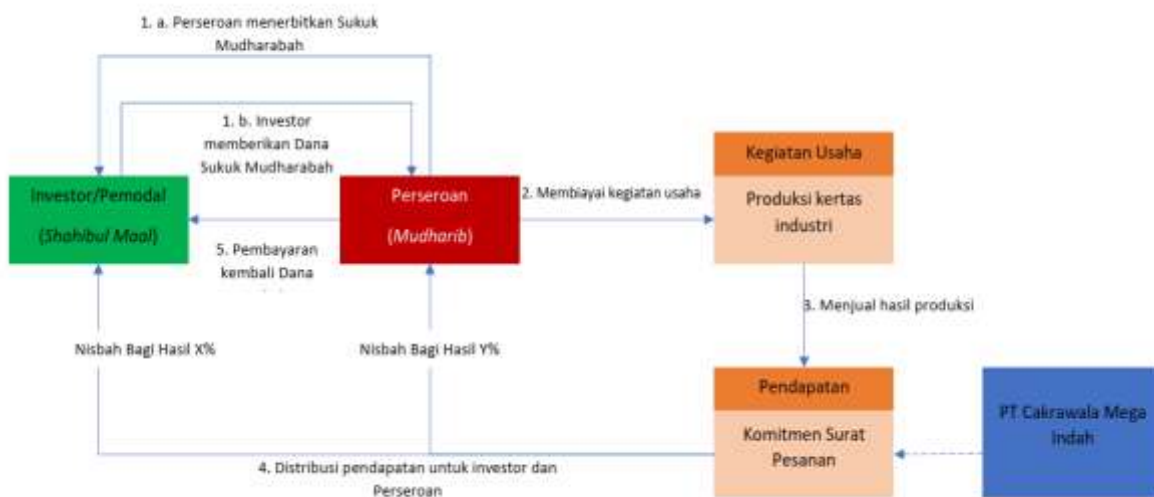 1. a. Perseroan menerbitkan Sukuk
Mudharabah
1. b. Investor
memberikan Dana
Sukuk Mudharabah
Investor/Pemodal
(Shahibul Maal)
Perseroan
(Mudharib)
2. Membiayai kegiatan usaha
Kegiatan Usaha
Produksi kertas
industri
5. Pembayaran
kembali Dana
3. Menjual hasil produksi
Nisbah Bagi Hasil X%
Nisbah Bagi Hasil Y%
Pendapatan
Komitmen Surat
Pesanan
PT Cakrawala Mega
Indah
4. Distribusi pendapatan untuk investor dan
Perseroan